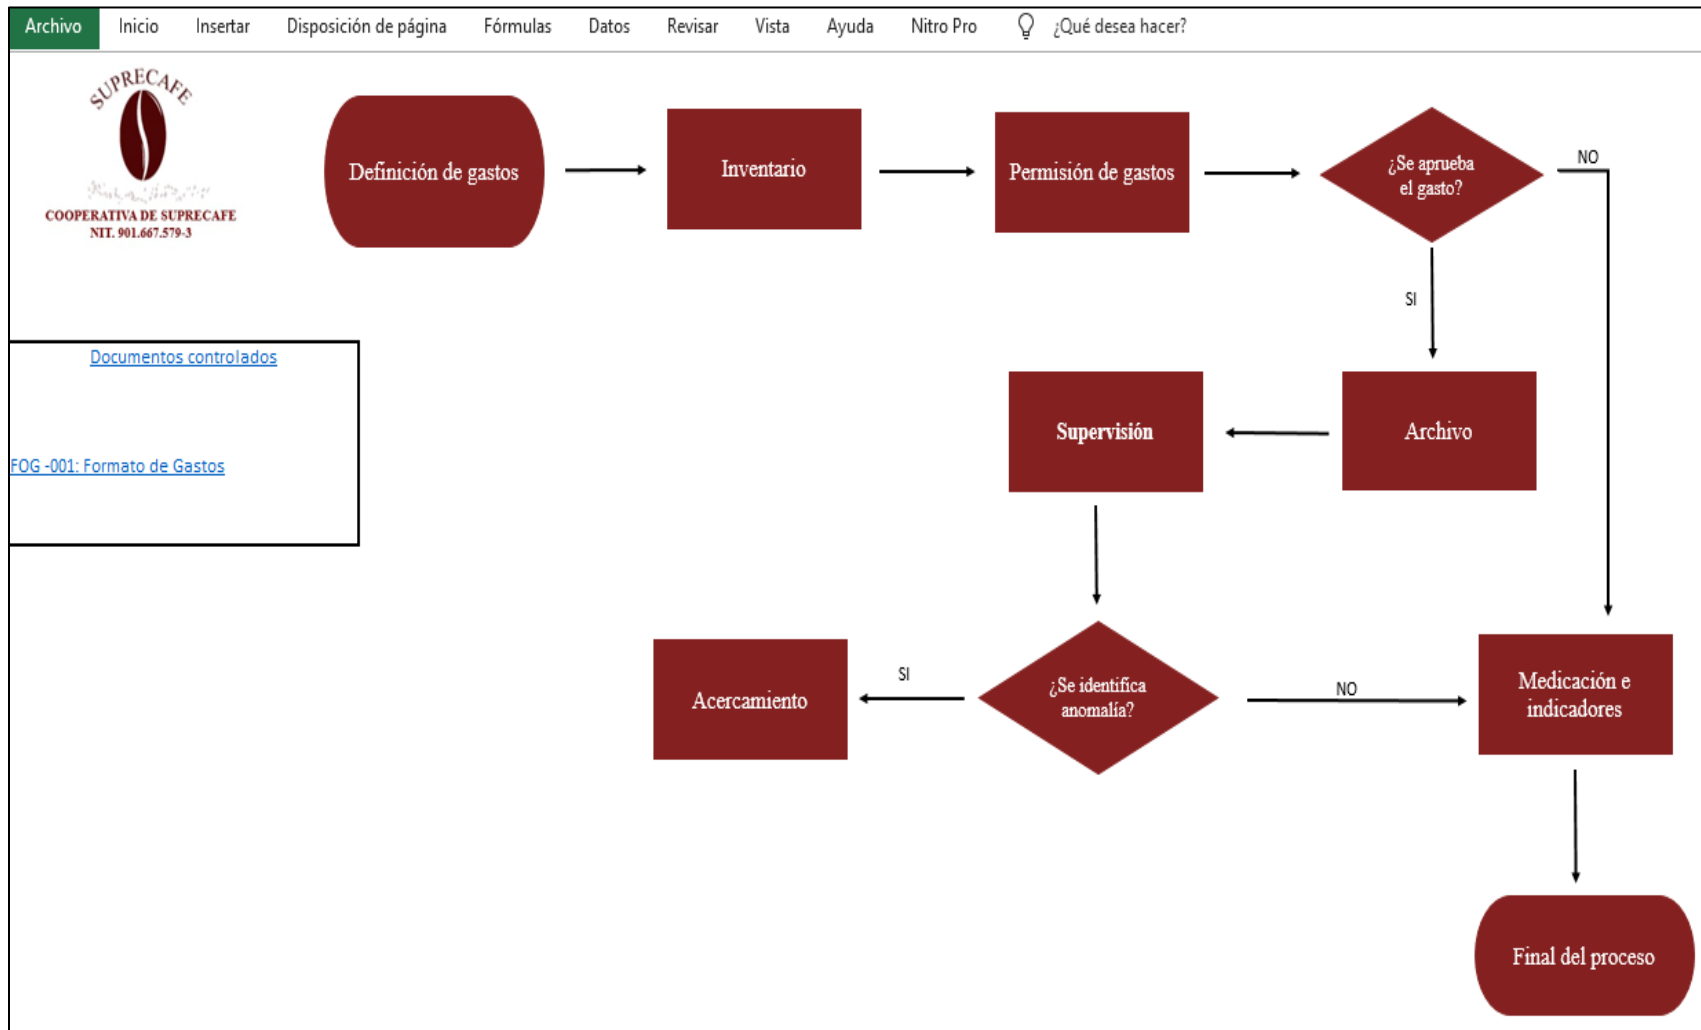 Archivo Inicio Insertar Disposición de página Fórmulas Datos Revisar Vista Ayuda Nitro Pro ¿Qué desea hacer?
SUPRECAFE
COOPERATIVA DE SUPRECAFE
NIT. 901.667.579-3
Definición de gastos
Inventario
Permisión de gastos
¿Se aprueba
el gasto?
NO
SI
Documentos controlados
FOG -001: Formato de Gastos
Supervisión
Archivo
Acercamiento
SI
¿Se identifica
anomalía?
NO
Medicación e
indicadores
Final del proceso